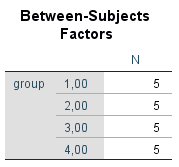 Between-Subjects
Factors
N
group 1,00 5
2,00 5
3,00 5
4,00 5